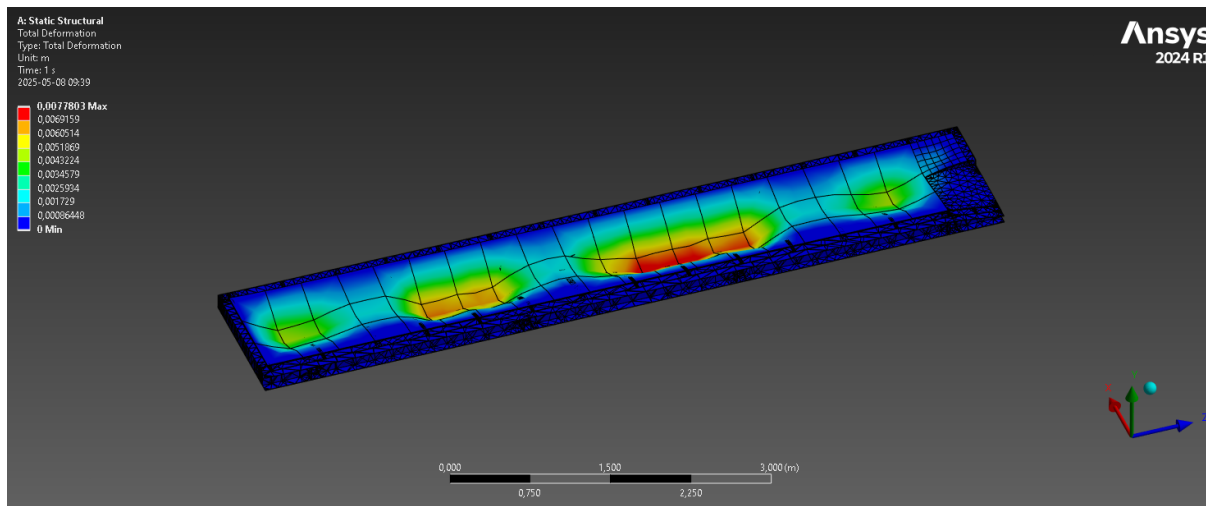 A: Static Structural
Total Deformation
Type: Total Deformation
Unit: m
Time: 1 s
2025-05-08 09:39
0,0077803 Max
0,0069159
0,0060514
0,0051869
0,0043224
0,0034579
0,0025934
0,001729
0,00086448
0 Min
Ansys
2024 R1
Y
X
Z
0,000
1,500
3,000 (m)
0,750
2,250